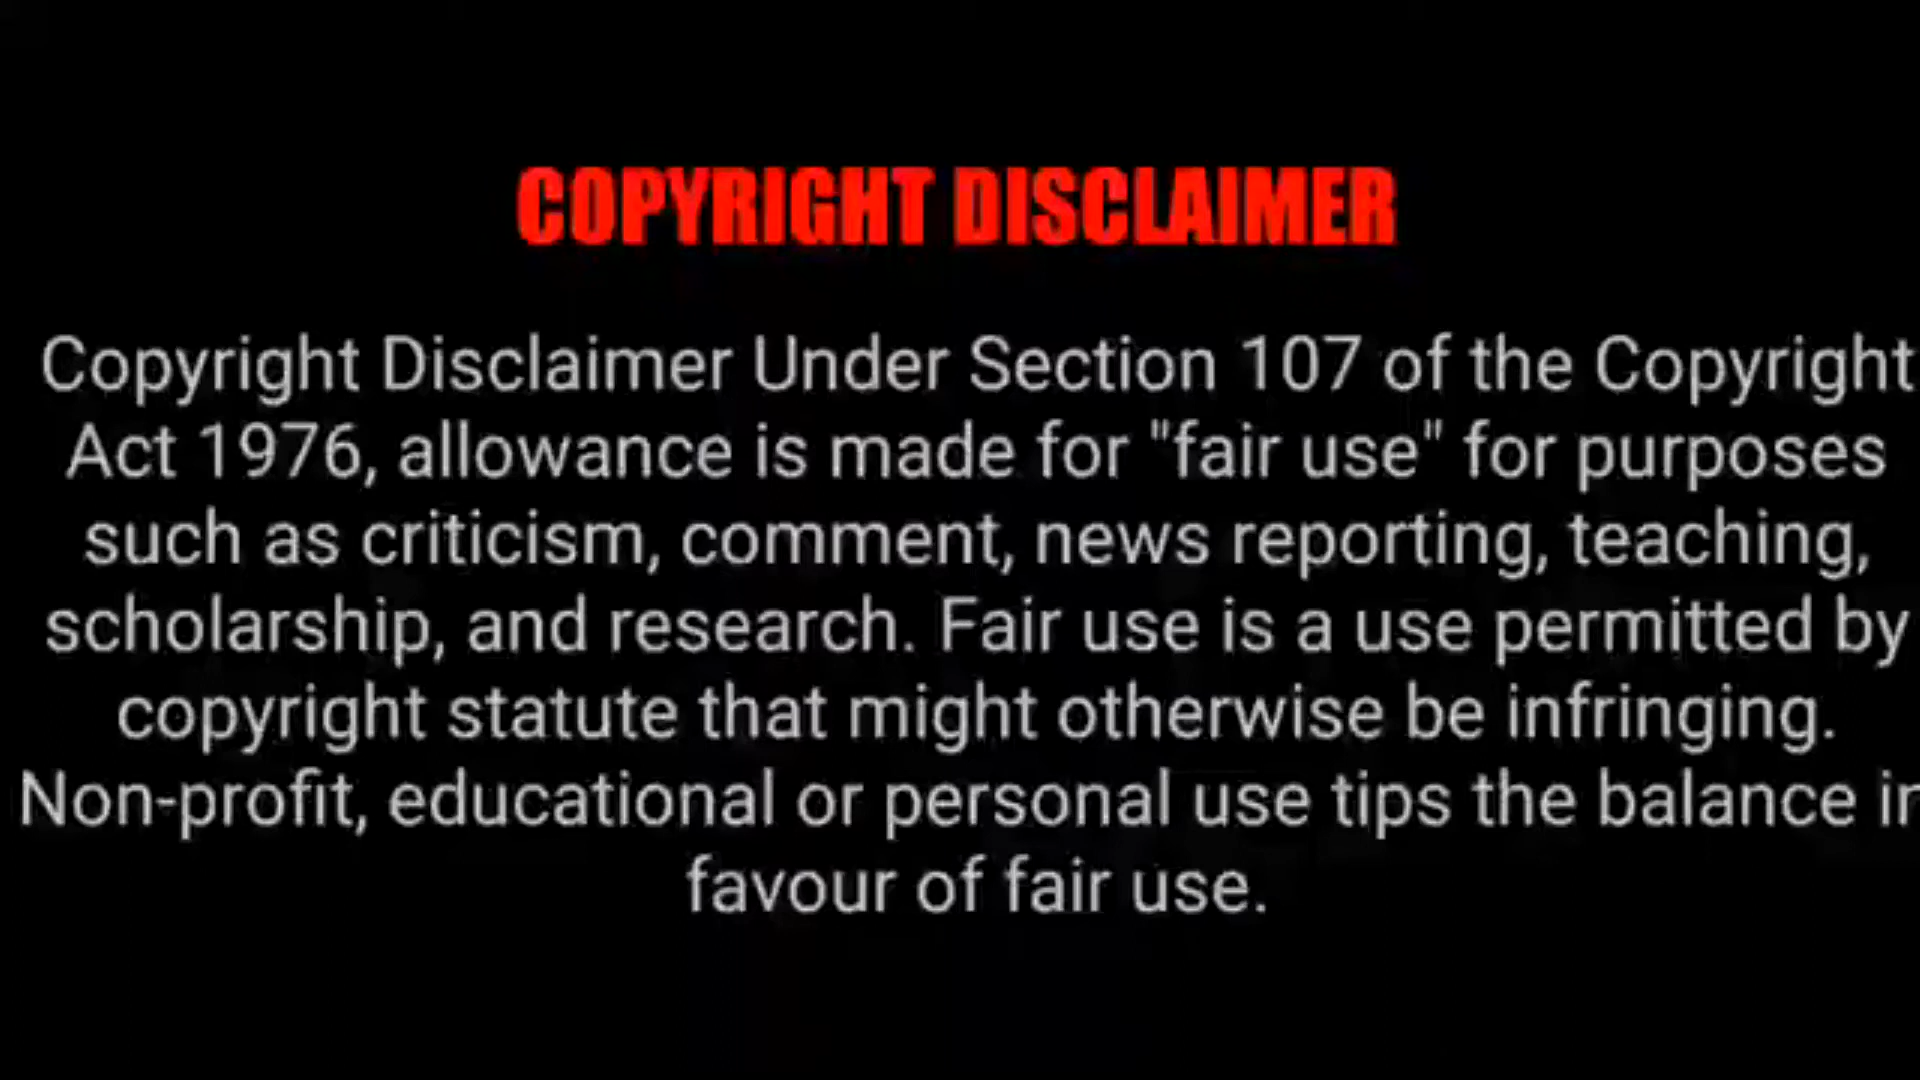 COPYRIGHT DISCLAIMER
Copyright Disclaimer Under Section 107 of the Copyright
Act 1976, allowance is made for "fair use" for purposes
such as criticism, comment, news reporting, teaching,
scholarship, and research. Fair use is a use permitted by
copyright statute that might otherwise be infringing.
Non-profit, educational or personal use tips the balance in
favour of fair use.